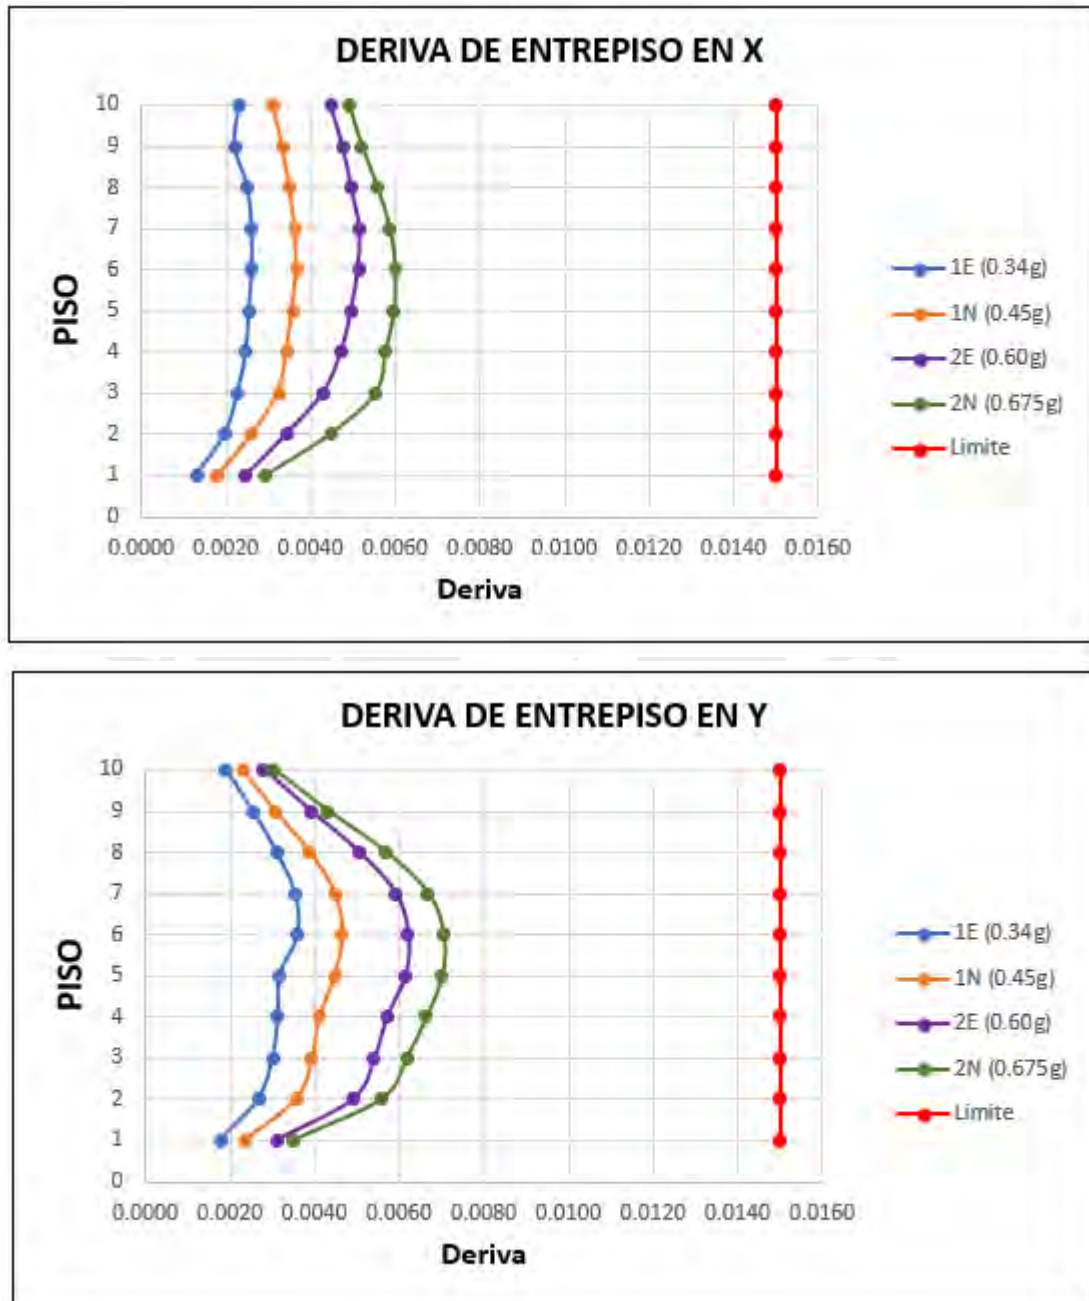 DERIVA DE ENTREPISO EN X
10
9
8
7
6
5
4
3
2
1
0
PISO
0.0000 0.0020 0.0040 0.0060 0.0080 0.0100 0.0120 0.0140 0.0160
Deriva
1E (0.34g)
1N (0.45g)
2E (0.60g)
2N (0.675g)
Limite
DERIVA DE ENTREPISO EN Y
10
9
8
7
6
5
4
3
2
1
0
PISO
0.0000 0.0020 0.0040 0.0060 0.0080 0.0100 0.0120 0.0140 0.0160
Deriva
1E (0.34g)
1N (0.45g)
2E (0.60g)
2N (0.675g)
Limite